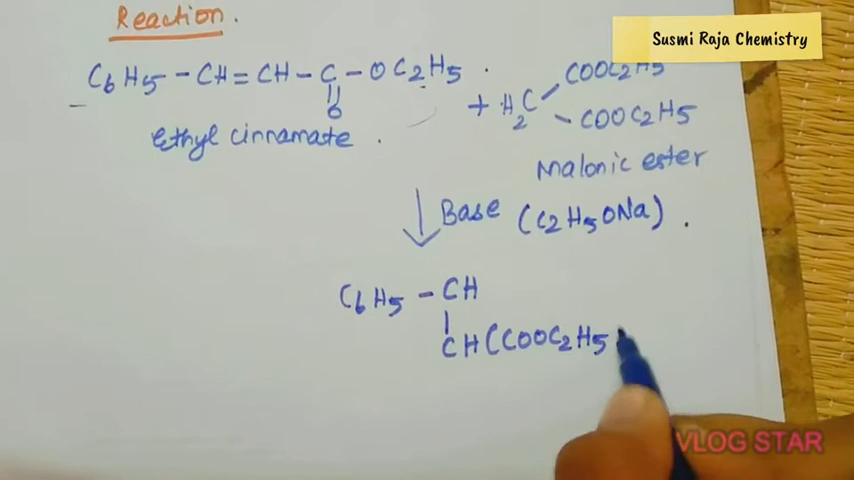 Reaction.
Susmi Raja Chemistry
C6H5 - CH = CH - C - OC2H5 .
O
+ H2C
COOC2H5
- COOC2H5
Ethyl cinnamate .
Malonic ester
Base (C2H5ONa) .
C6H5 - CH
CH(COOC2H5
VLOG STAR